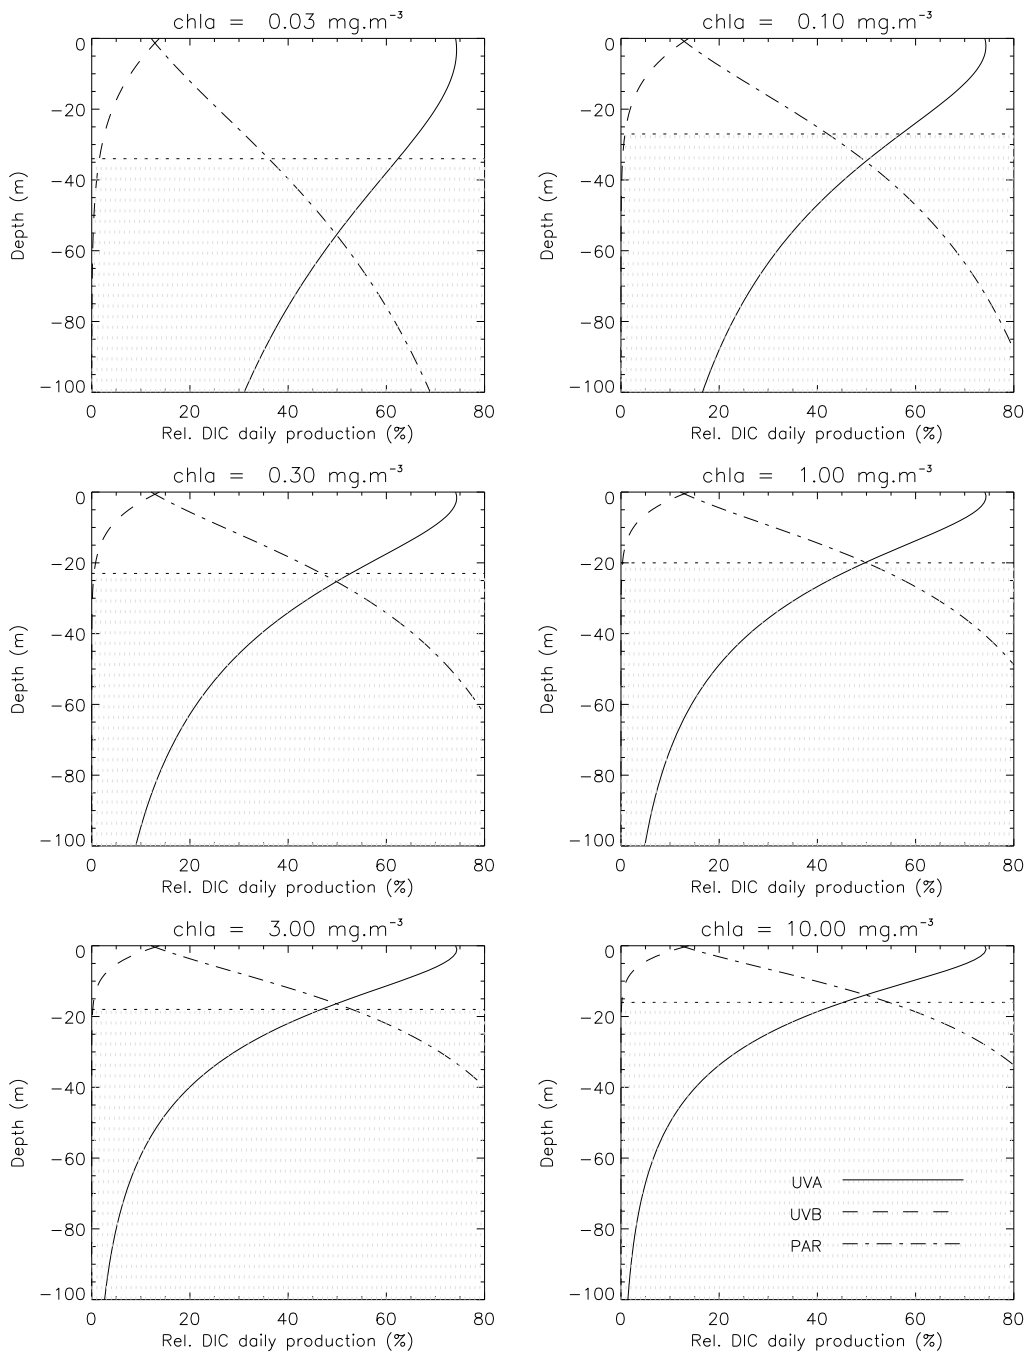 chla = 0.03 mg.m⁻³
0
−20
−40
−60
−80
−100
Depth (m)
0 20 40 60 80
Rel. DIC daily production (%)
chla = 0.10 mg.m⁻³
0
−20
−40
−60
−80
−100
Depth (m)
0 20 40 60 80
Rel. DIC daily production (%)
chla = 0.30 mg.m⁻³
0
−20
−40
−60
−80
−100
Depth (m)
0 20 40 60 80
Rel. DIC daily production (%)
chla = 1.00 mg.m⁻³
0
−20
−40
−60
−80
−100
Depth (m)
0 20 40 60 80
Rel. DIC daily production (%)
chla = 3.00 mg.m⁻³
0
−20
−40
−60
−80
−100
Depth (m)
0 20 40 60 80
Rel. DIC daily production (%)
chla = 10.00 mg.m⁻³
0
−20
−40
−60
−80
−100
Depth (m)
UVA
UVB
PAR
0 20 40 60 80
Rel. DIC daily production (%)